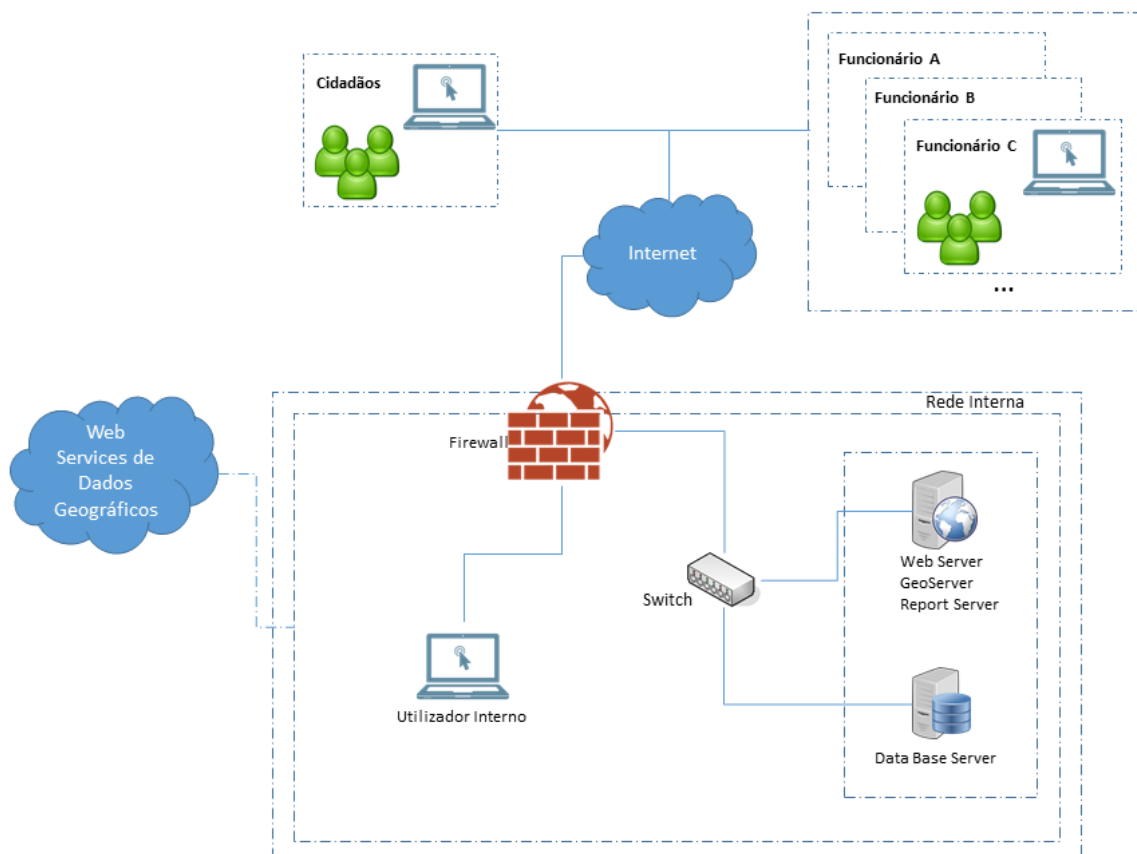 Cidadãos
Funcionário A
Funcionário B
Funcionário C
...
Internet
Rede Interna
Firewall
Web
Services de
Dados
Geográficos
Web Server
GeoServer
Report Server
Switch
Utilizador Interno
Data Base Server